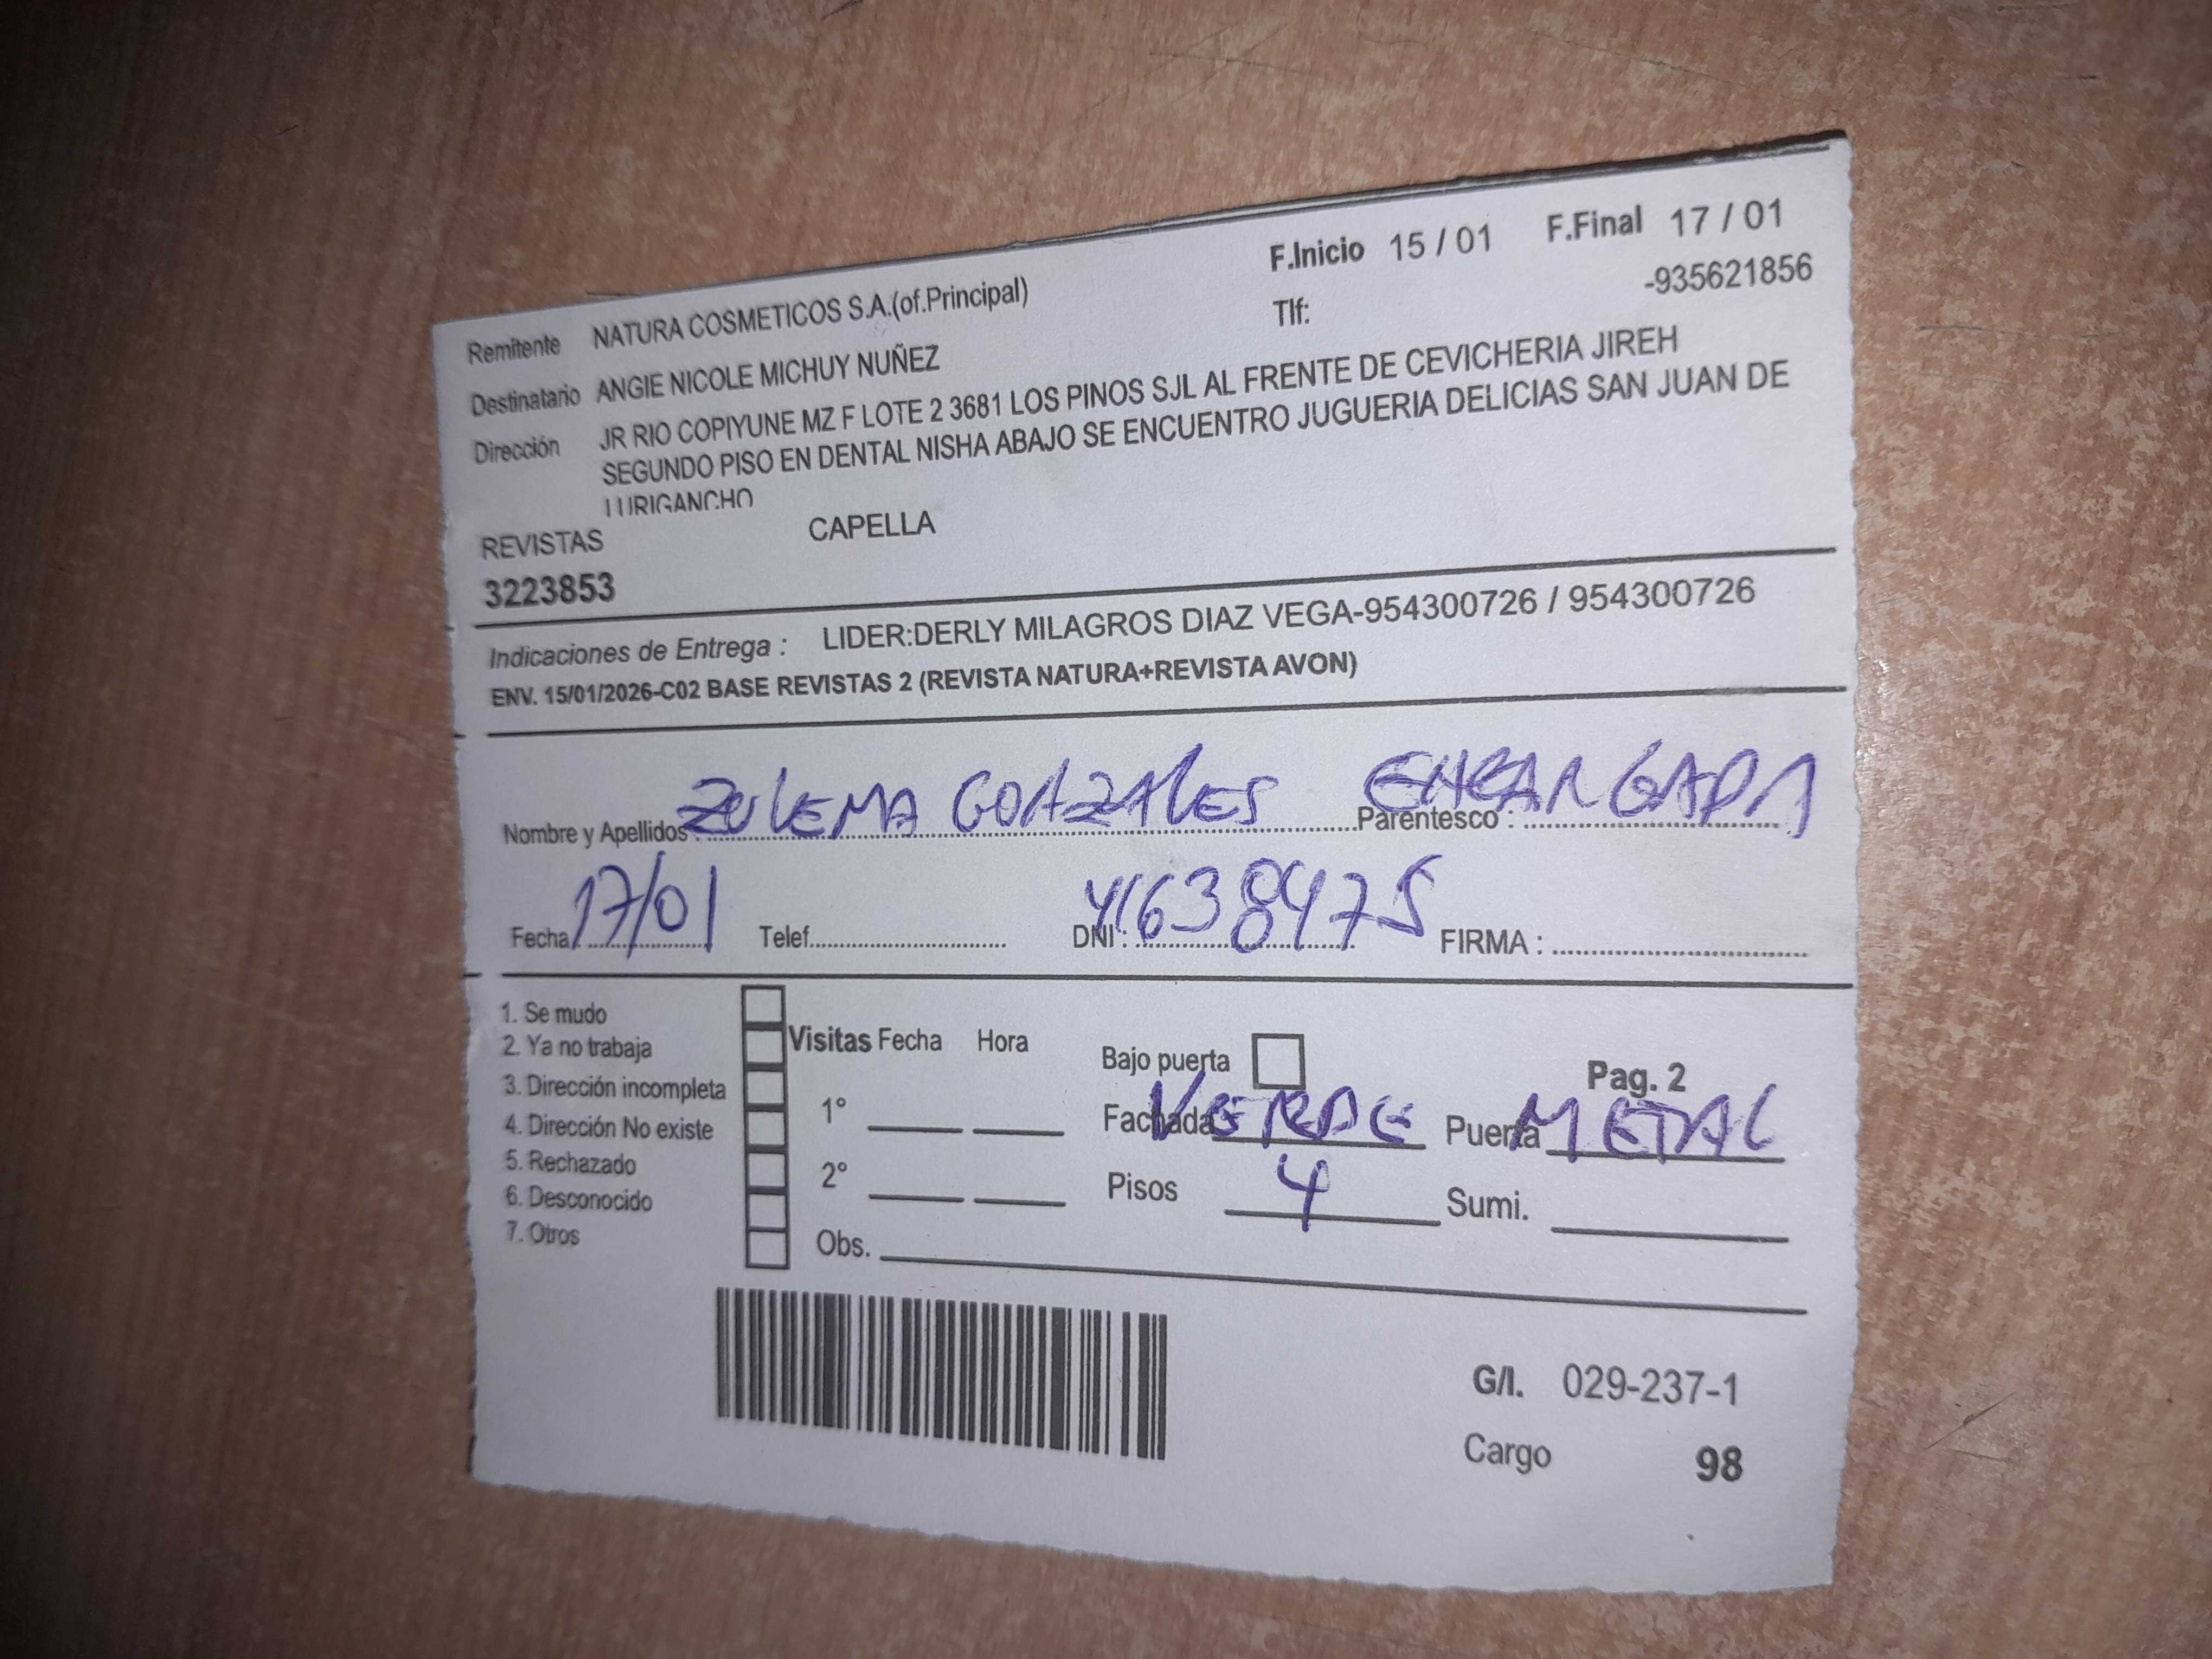 F.Inicio 15 / 01 F.Final 17 / 01
Remitente NATURA COSMETICOS S.A.(of.Principal) Tlf: -935621856
Destinatario ANGIE NICOLE MICHUY NUÑEZ
Dirección JR RIO COPIYUNE MZ F LOTE 2 3681 LOS PINOS SJL AL FRENTE DE CEVICHERIA JIREH
SEGUNDO PISO EN DENTAL NISHA ABAJO SE ENCUENTRO JUGUERIA DELICIAS SAN JUAN DE
LURIGANCHO
REVISTAS CAPELLA
3223853
Indicaciones de Entrega : LIDER:DERLY MILAGROS DIAZ VEGA-954300726 / 954300726
ENV. 15/01/2026-C02 BASE REVISTAS 2 (REVISTA NATURA+REVISTA AVON)
Nombre y Apellidos : ZULEMA GONZALES Parentesco : ENCARGADA
Fecha 17/01 Telef. DNI : 41638475 FIRMA :
1. Se mudo
2. Ya no trabaja Visitas Fecha Hora Bajo puerta Pag. 2
3. Dirección incompleta
4. Dirección No existe 1° Fachada VERDE Puerta METAL
5. Rechazado
6. Desconocido 2° Pisos 4 Sumi.
7. Otros Obs.
G/I. 029-237-1
Cargo 98